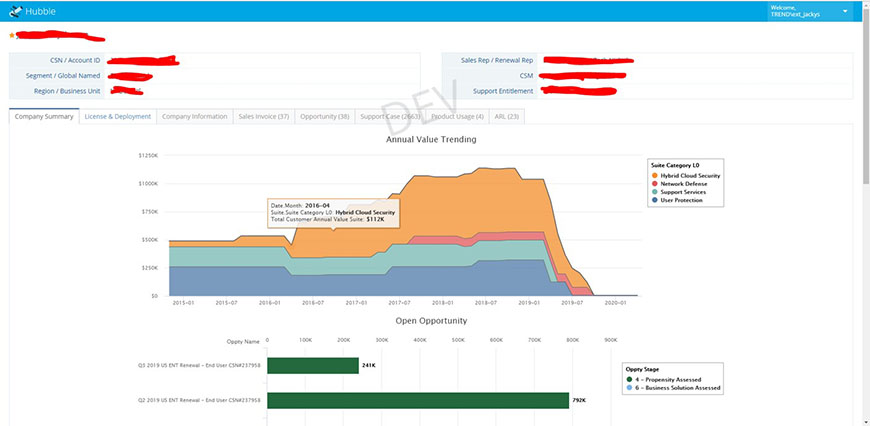 Hubble
Welcome,
TREND\ext_jackys
CSN / Account ID
Segment / Global Named
Region / Business Unit
Sales Rep / Renewal Rep
CSM
Support Entitlement
DEV
Company Summary License & Deployment Company Information Sales Invoice (37) Opportunity (38) Support Case (2663) Product Usage (4) ARL (23)
Annual Value Trending
$1250K
$1000K
$750K
$500K
$250K
$0
2015-01 2015-07 2016-01 2016-07 2017-01 2017-07 2018-01 2018-07 2019-01 2019-07 2020-01
Date Month: 2016-04
Suite Suite Category L0: Hybrid Cloud Security
Total Customer Annual Value Suite: $112K
Suite Category L0
Hybrid Cloud Security
Network Defense
Support Services
User Protection
Open Opportunity
Oppty Name
0 100K 200K 300K 400K 500K 600K 700K 800K 900K
Q3 2019 US ENT Renewal - End User CSN#237958
241K
Q2 2019 US ENT Renewal - End User CSN#237958
792K
Oppty Stage
4 - Propensity Assessed
6 - Business Solution Assessed